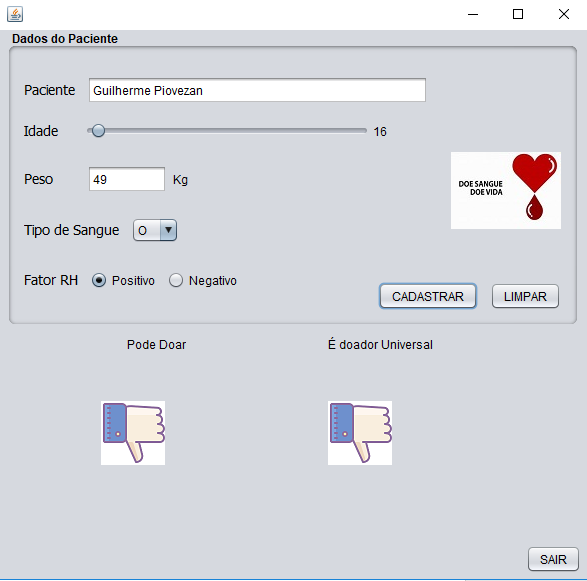 Dados do Paciente
Paciente Guilherme Piovezan
Idade 16
Peso 49 Kg
DOE SANGUE
DOE VIDA
Tipo de Sangue O
Fator RH Positivo Negativo
CADASTRAR LIMPAR
Pode Doar É doador Universal
SAIR